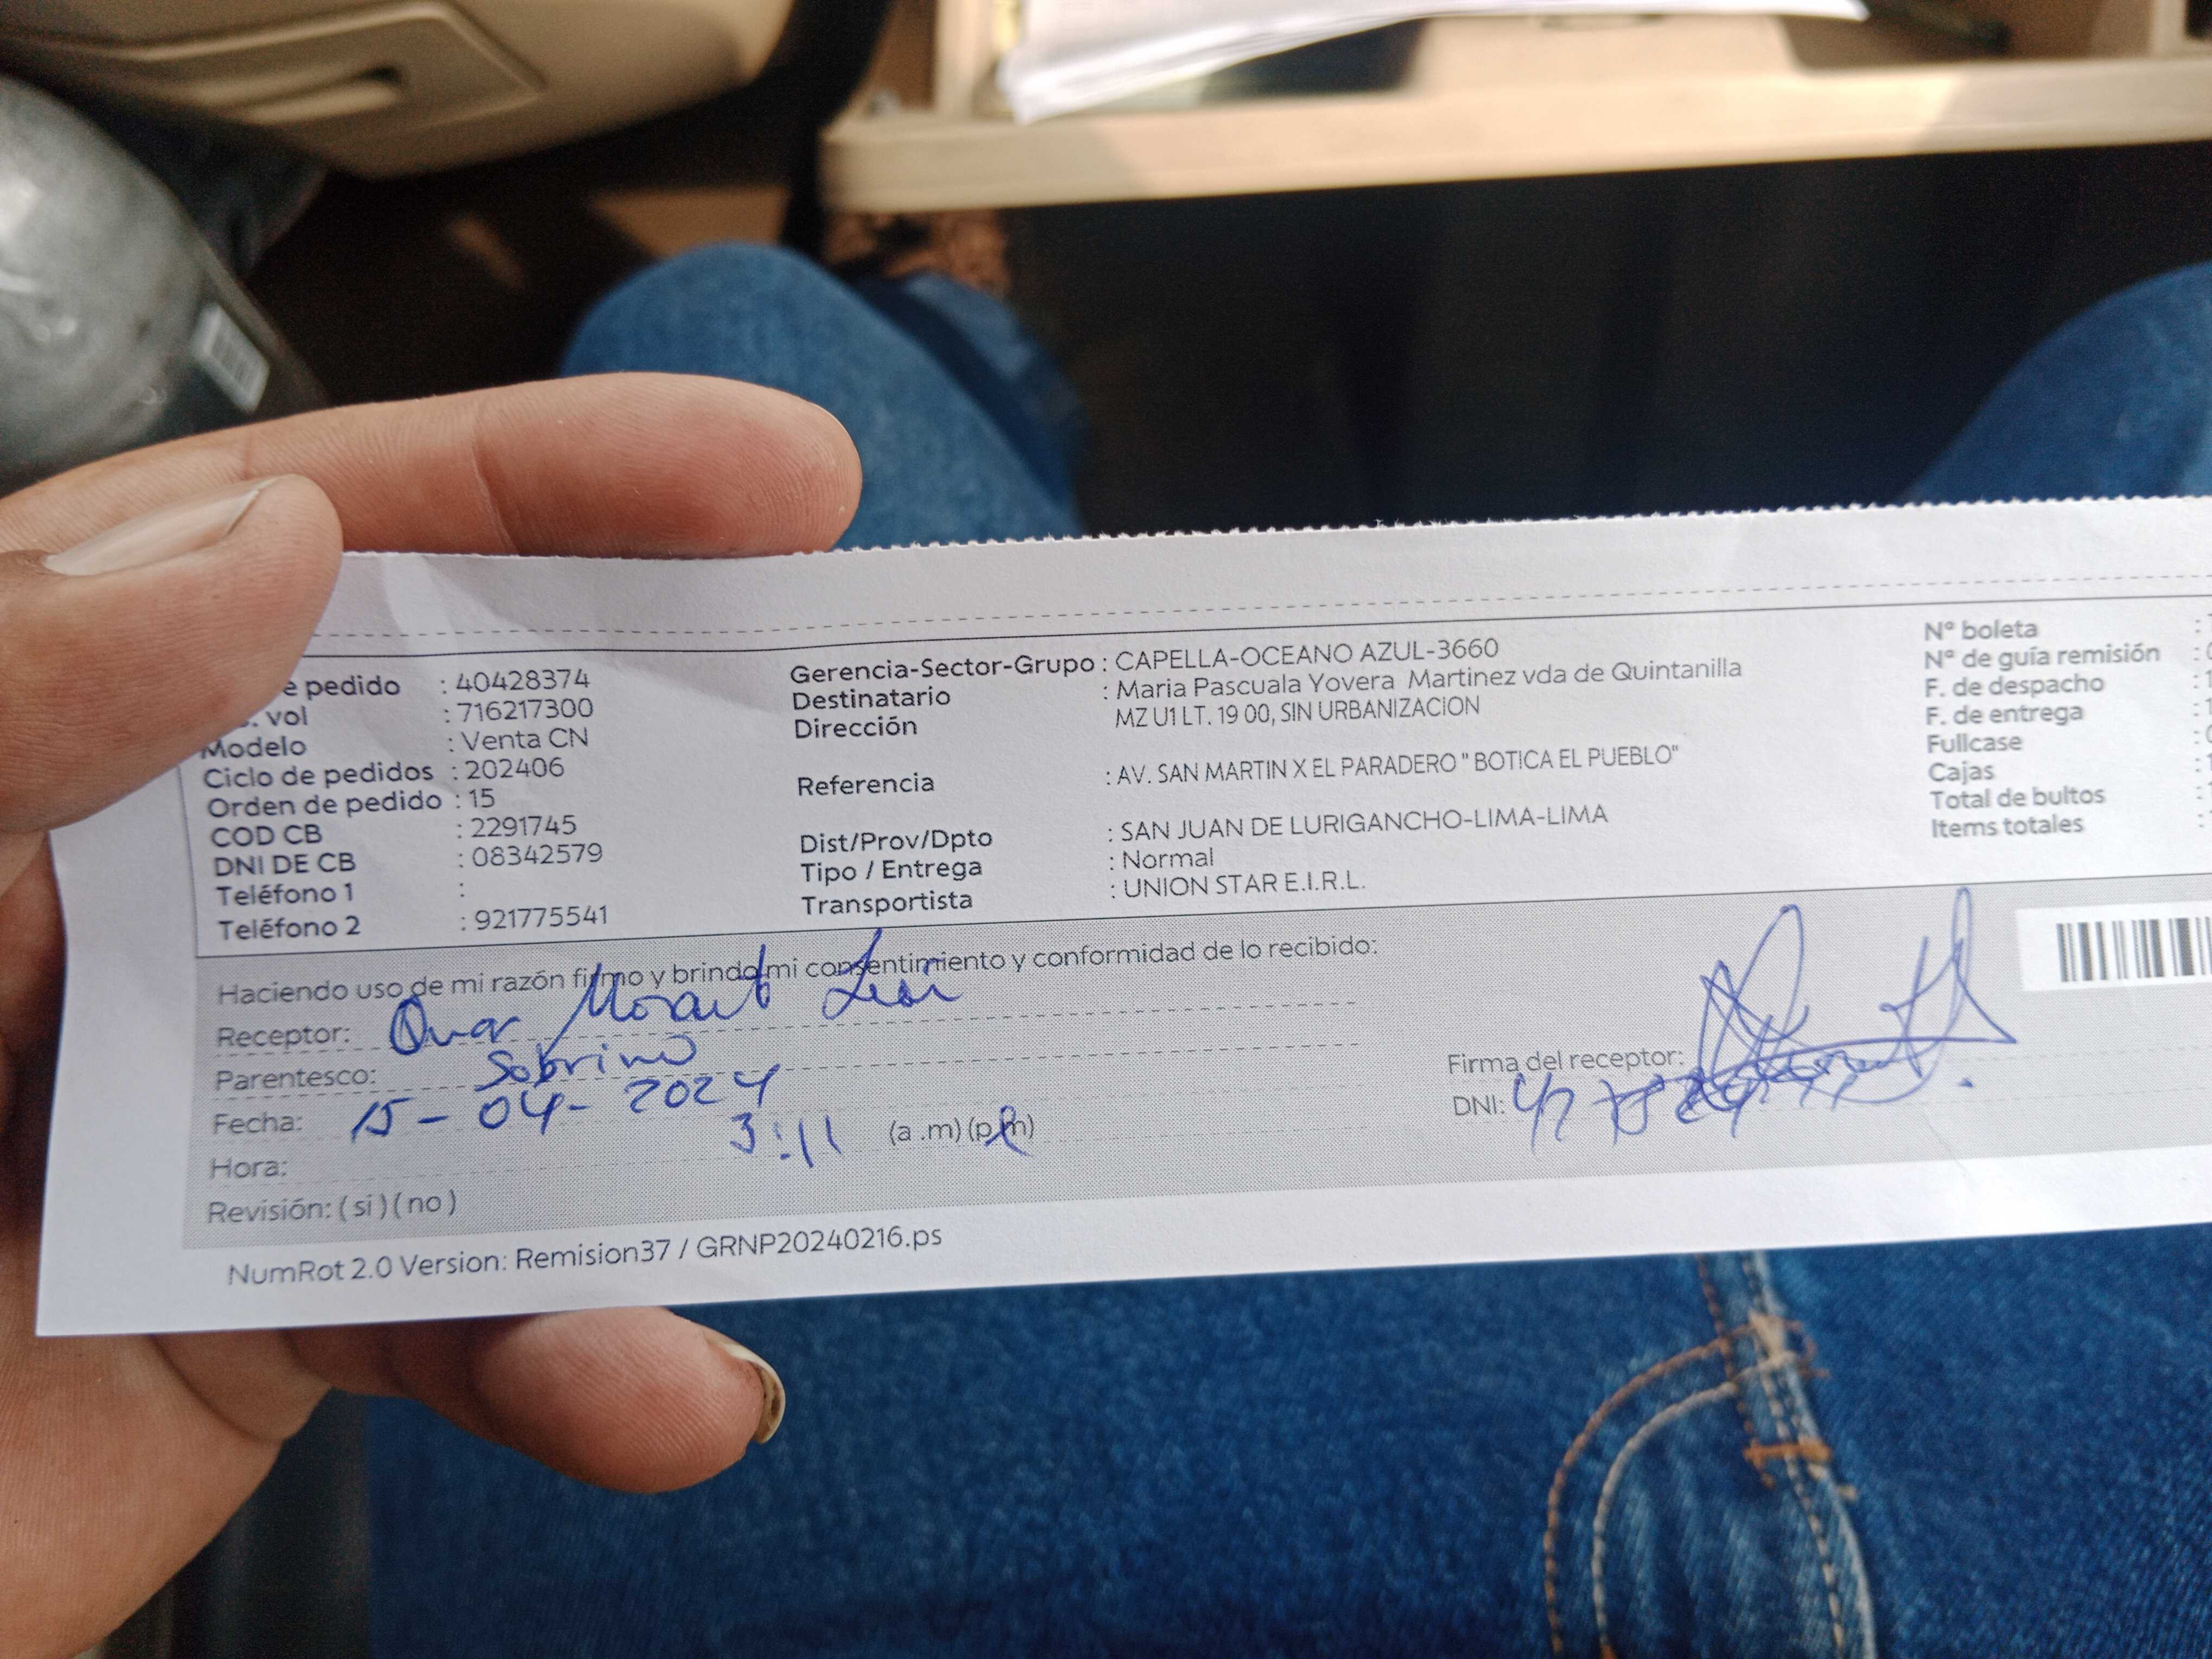 e pedido : 40428374
. vol : 716217300
Modelo : Venta CN
Ciclo de pedidos : 202406
Orden de pedido : 15
COD CB : 2291745
DNI DE CB : 08342579
Teléfono 1 :
Teléfono 2 : 921775541
Gerencia-Sector-Grupo : CAPELLA-OCEANO AZUL-3660
Destinatario : Maria Pascuala Yovera Martinez vda de Quintanilla
Dirección MZ U1 LT. 19 00, SIN URBANIZACION
Referencia : AV. SAN MARTIN X EL PARADERO " BOTICA EL PUEBLO"
Dist/Prov/Dpto : SAN JUAN DE LURIGANCHO-LIMA-LIMA
Tipo / Entrega : Normal
Transportista : UNION STAR E.I.R.L.
Nº boleta :
Nº de guía remisión :
F. de despacho :
F. de entrega :
Fullcase :
Cajas :
Total de bultos :
Items totales :
Haciendo uso de mi razón firmo y brindo mi consentimiento y conformidad de lo recibido:
Receptor:
Parentesco: Sobrino
Fecha: 15-04-2024
Hora: 3:11 (a .m) (p.m)
Revisión: ( si ) ( no )
Firma del receptor:
DNI:
NumRot 2.0 Version: Remision37 / GRNP20240216.ps